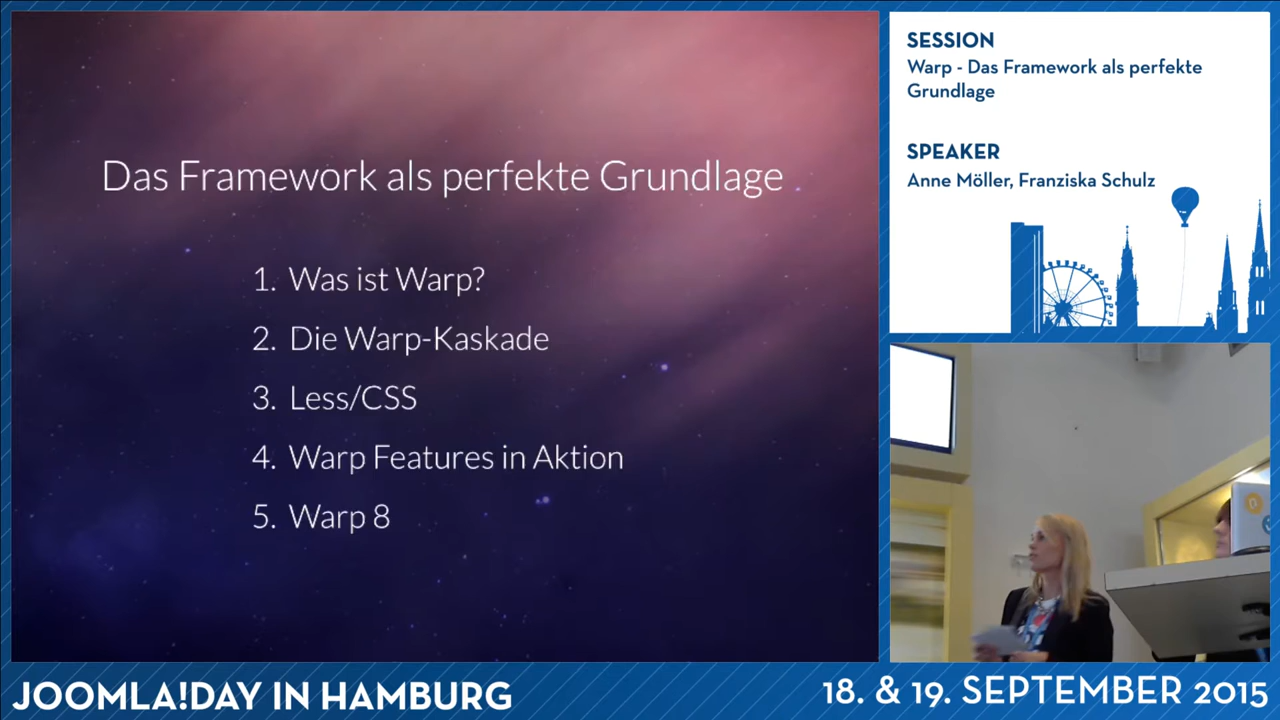 Das Framework als perfekte Grundlage
1. Was ist Warp?
2. Die Warp-Kaskade
3. Less/CSS
4. Warp Features in Aktion
5. Warp 8
SESSION
Warp - Das Framework als perfekte
Grundlage
SPEAKER
Anne Möller, Franziska Schulz
JOOMLA!DAY IN HAMBURG
18. & 19. SEPTEMBER 2015